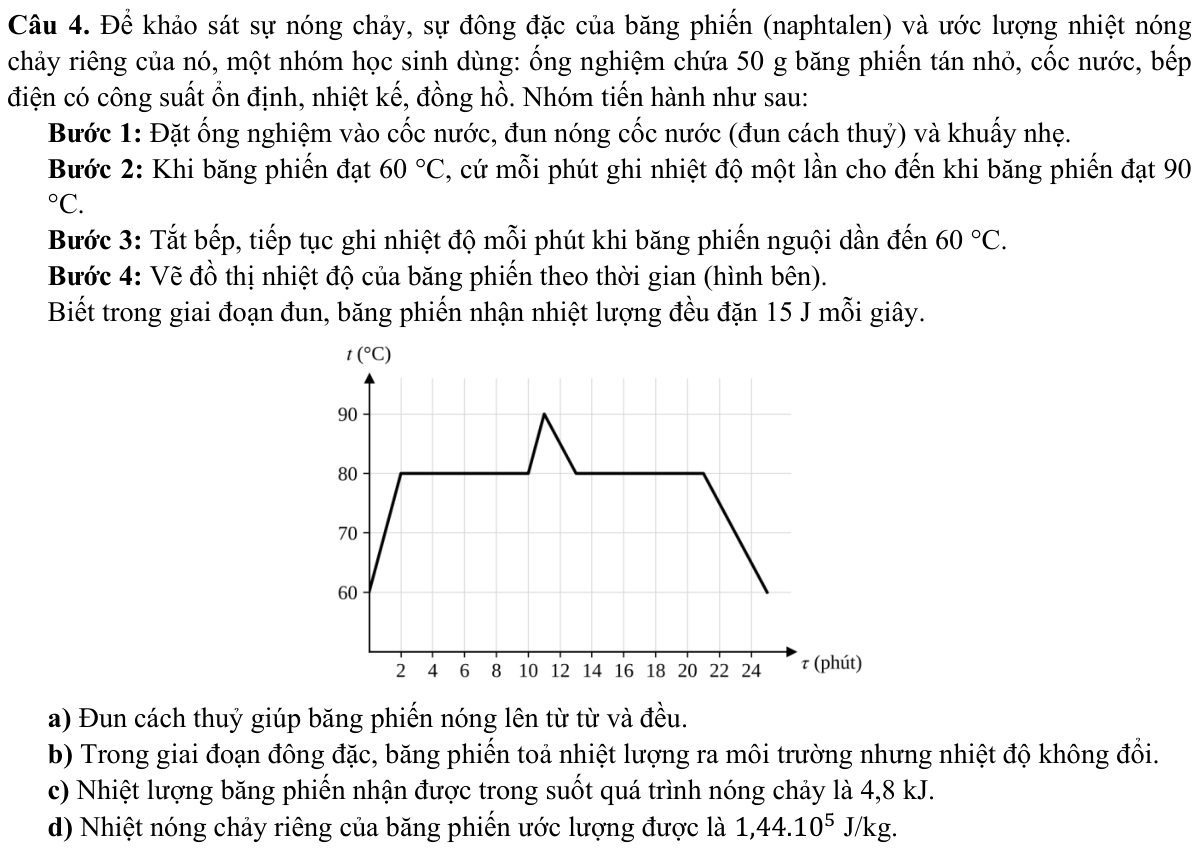 Câu 4. Để khảo sát sự nóng chảy, sự đông đặc của băng phiến (naphtalen) và ước lượng nhiệt nóng
chảy riêng của nó, một nhóm học sinh dùng: ống nghiệm chứa 50 g băng phiến tán nhỏ, cốc nước, bếp
điện có công suất ổn định, nhiệt kế, đồng hồ. Nhóm tiến hành như sau:
Bước 1: Đặt ống nghiệm vào cốc nước, đun nóng cốc nước (đun cách thuỷ) và khuấy nhẹ.
Bước 2: Khi băng phiến đạt 60 °C, cứ mỗi phút ghi nhiệt độ một lần cho đến khi băng phiến đạt 90
°C.
Bước 3: Tắt bếp, tiếp tục ghi nhiệt độ mỗi phút khi băng phiến nguội dần đến 60 °C.
Bước 4: Vẽ đồ thị nhiệt độ của băng phiến theo thời gian (hình bên).
Biết trong giai đoạn đun, băng phiến nhận nhiệt lượng đều đặn 15 J mỗi giây.
t (°C)
90
80
70
60
2 4 6 8 10 12 14 16 18 20 22 24
τ (phút)
a) Đun cách thuỷ giúp băng phiến nóng lên từ từ và đều.
b) Trong giai đoạn đông đặc, băng phiến toả nhiệt lượng ra môi trường nhưng nhiệt độ không đổi.
c) Nhiệt lượng băng phiến nhận được trong suốt quá trình nóng chảy là 4,8 kJ.
d) Nhiệt nóng chảy riêng của băng phiến ước lượng được là 1,44.10⁵ J/kg.